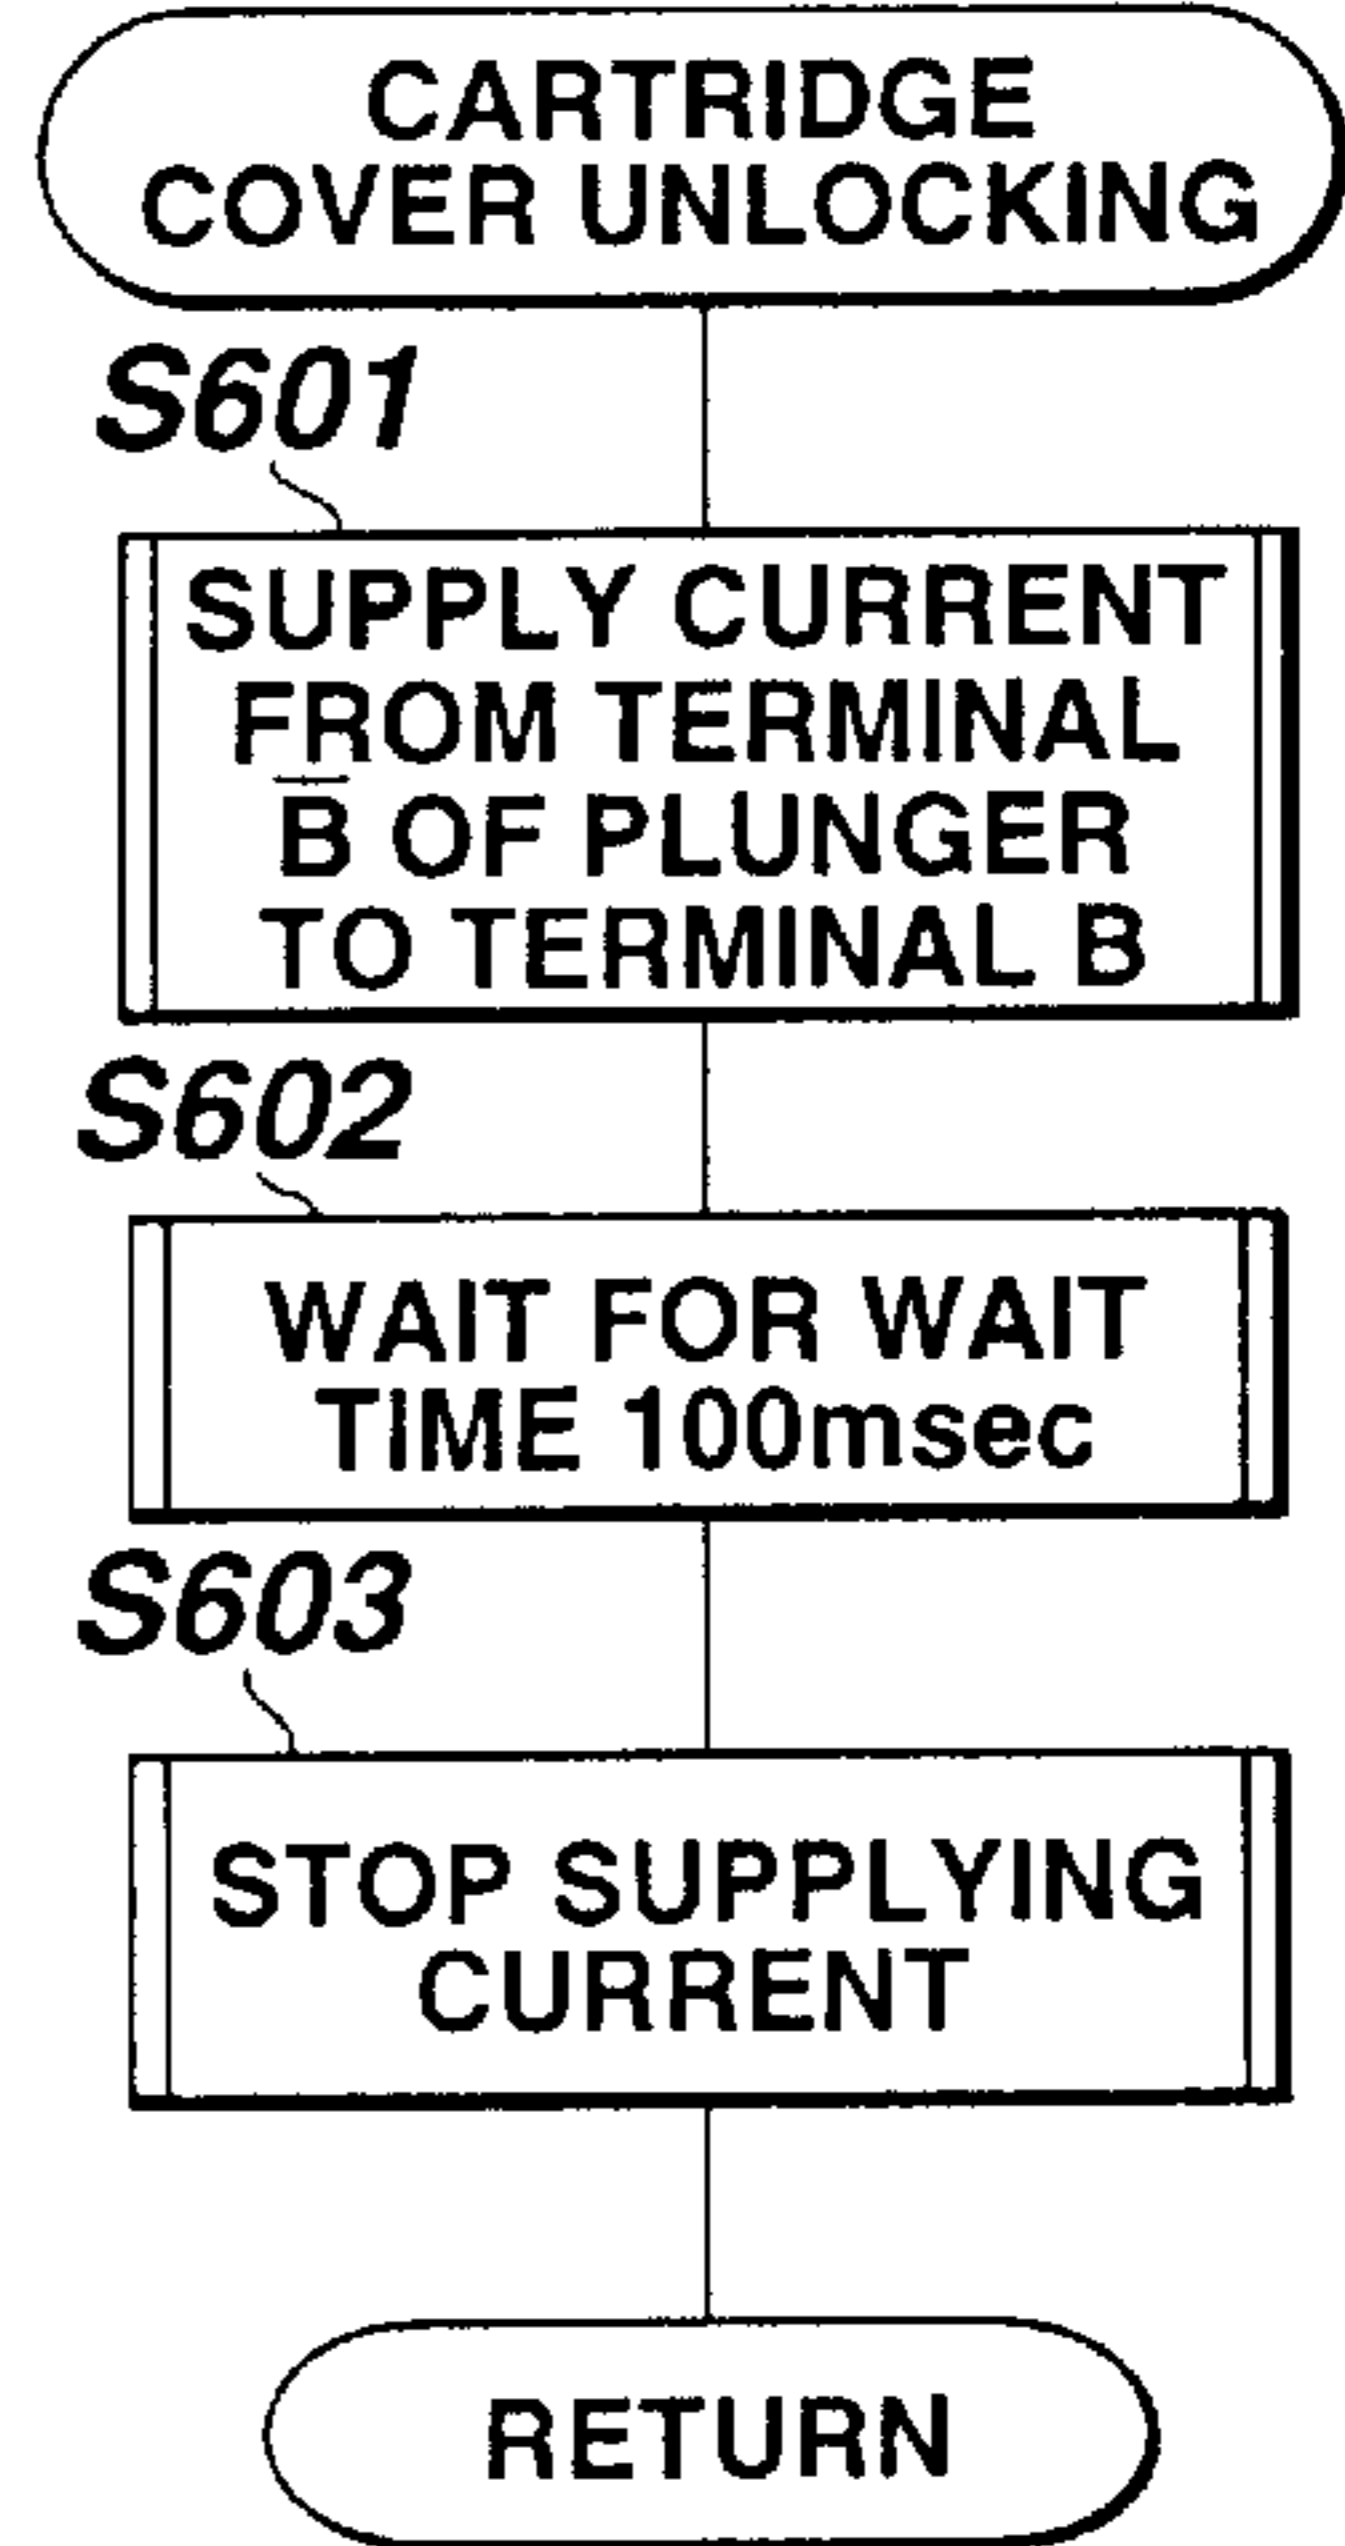 CARTRIDGE
COVER UNLOCKING
S601
SUPPLY CURRENT
FROM TERMINAL
B̅ OF PLUNGER
TO TERMINAL B
S602
WAIT FOR WAIT
TIME 100msec
S603
STOP SUPPLYING
CURRENT
RETURN